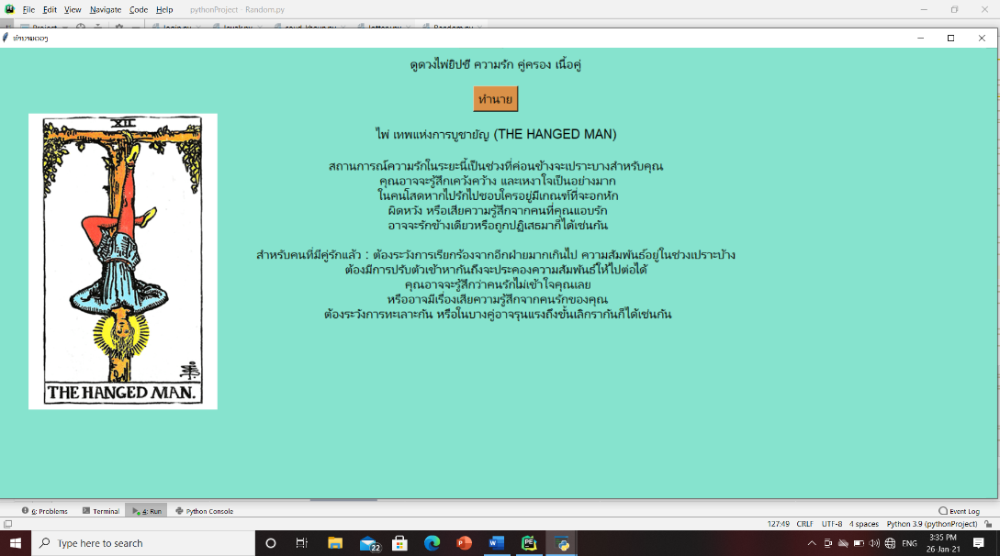 File Edit View Navigate Code Help pythonProject - Random.py
ดูดวงไพ่ยิปซี ความรัก คู่ครอง เนื้อคู่
ทำนาย
ไพ่ เทพแห่งการบูชายัญ (THE HANGED MAN)
XII
THE HANGED MAN.
สถานการณ์ความรักในระยะนี้เป็นช่วงที่ค่อนข้างจะเปราะบางสำหรับคุณ
คุณอาจจะรู้สึกเคว้งคว้าง และเหงาใจเป็นอย่างมาก
ในคนโสดหากไปรักไปชอบใครอยู่มีเกณฑ์ที่จะอกหัก
ผิดหวัง หรือเสียความรู้สึกจากคนที่คุณแอบรัก
อาจจะรักข้างเดียวหรือถูกปฏิเสธมาก็ได้เช่นกัน
สำหรับคนที่มีคู่รักแล้ว : ต้องระวังการเรียกร้องจากอีกฝ่ายมากเกินไป ความสัมพันธ์อยู่ในช่วงเปราะบ้าง
ต้องมีการปรับตัวเข้าหากันถึงจะประคองความสัมพันธ์ให้ไปต่อได้
คุณอาจจะรู้สึกว่าคนรักไม่เข้าใจคุณเลย
หรืออาจมีเรื่องเสียความรู้สึกจากคนรักของคุณ
ต้องระวังการทะเลาะกัน หรือในบางคู่อาจรุนแรงถึงขั้นเลิกรากันก็ได้เช่นกัน
6: Problems Terminal 4: Run Python Console Event Log
127:49 CRLF UTF-8 4 spaces Python 3.9 (pythonProject)
Type here to search 22 ENG 3:35 PM
26-Jan-21